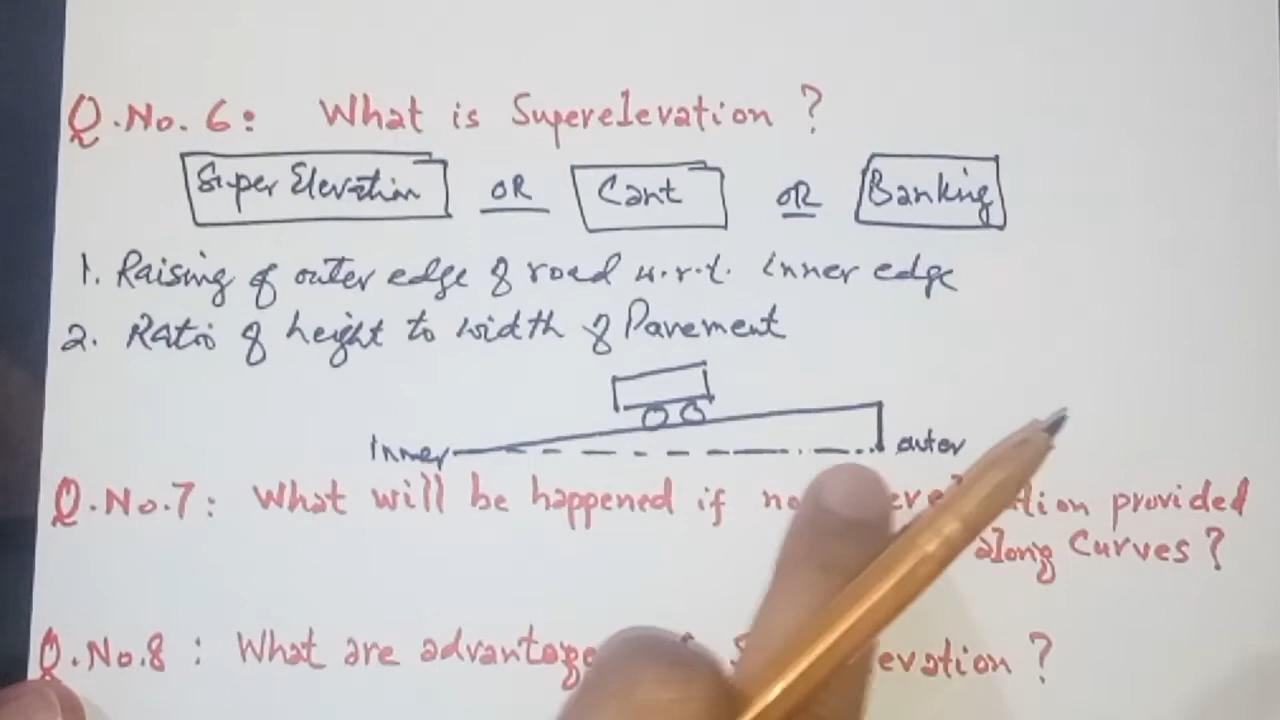 Q.No.6: What is Superelevation?
Super Elevation OR Cant OR Banking
1. Raising of outer edge of road w.r.t. inner edge
2. Ratio of height to width of Pavement
Inner outer
Q.No.7: What will be happened if no provided
along Curves?
Q.No.8: What are ?